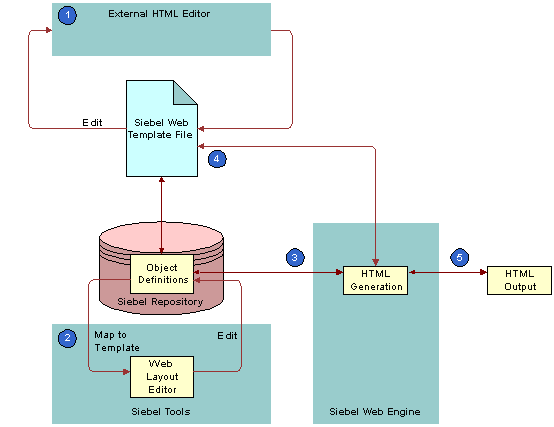 1
External HTML Editor
Edit
Siebel Web
Template File
4
Object
Definitions
Siebel Repository
3
HTML
Generation
5
HTML
Output
2
Map to
Template
Edit
Web
Layout
Editor
Siebel Tools
Siebel Web Engine